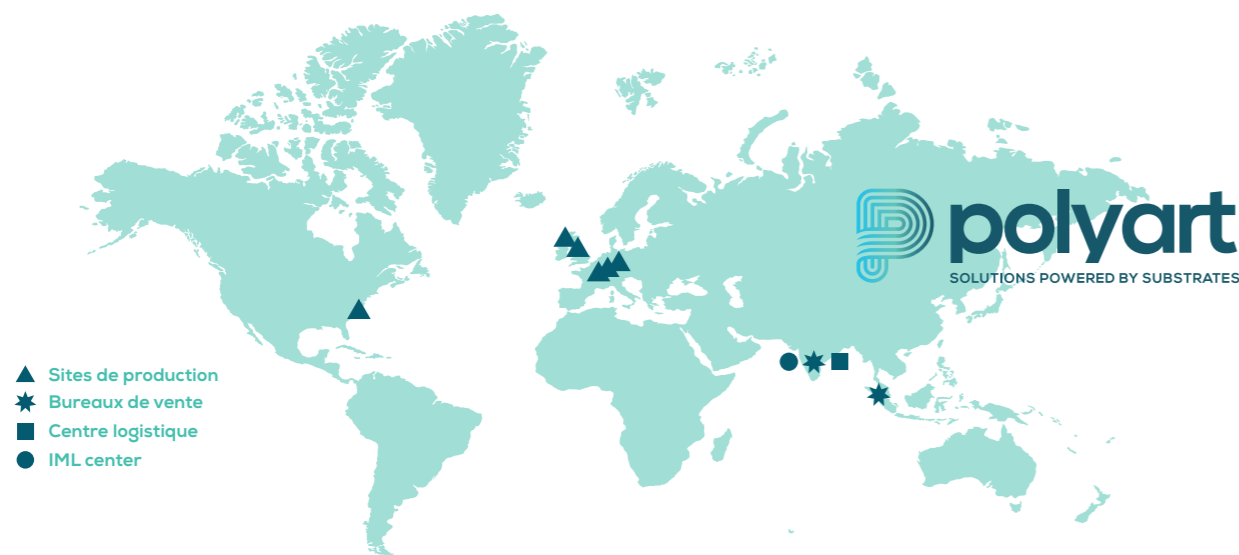 polyart
SOLUTIONS POWERED BY SUBSTRATES
Sites de production
Bureaux de vente
Centre logistique
IML center